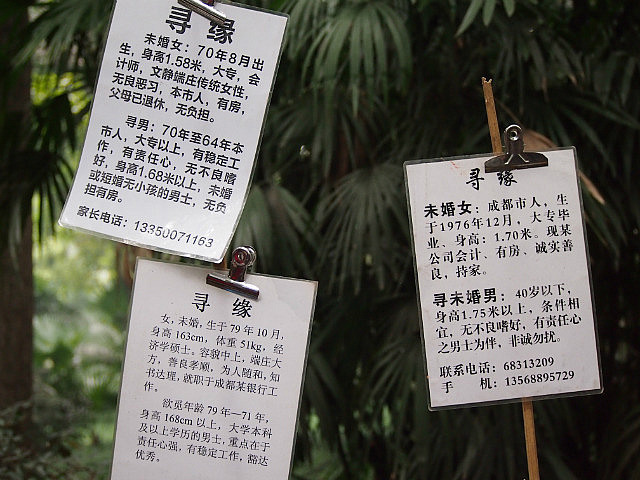 寻缘
未婚女：70年8月出
生，身高1.58米，大专，会
计师，文静端庄传统女性，
无良恶习，本市人，有房，
父母已退休，无负担。
寻男：70年至64年本
市人，大专以上，有稳定工
作，有责任心，无不良嗜
好，身高1.68米以上，未婚
或短婚无小孩的男士，无负
担有房。
家长电话：13350071163
寻缘
女，未婚，生于79年10月，
身高163cm，体重51kg，经
济学硕士。容貌中上，端庄大
方，善良孝顺，为人随和，知
书达理，就职于成都某银行工
作。
欲觅年龄79年—71年，
身高168cm以上，大学本科
及以上学历的男士，重点在于
责任心强，有稳定工作，豁达
优秀。
寻缘
未婚女：成都市人，生
于1976年12月，大专毕
业、身高：1.70米。现某
公司会计、有房、诚实善
良，持家。
寻未婚男：40岁以下，
身高1.75米以上，条件相
宜，无不良嗜好，有责任心
之男士为伴，非诚勿扰。
联系电话：68313209
手机：13568895729